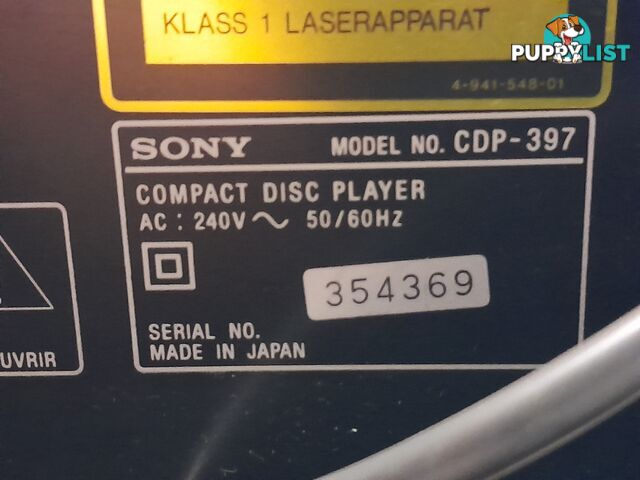 KLASS 1 LASERAPPARAT
PUPPYLIST
4-941-548-01
SONY MODEL NO. CDP-397
COMPACT DISC PLAYER
AC : 240V ~ 50/60HZ
354369
SERIAL NO.
MADE IN JAPAN
UVRIR